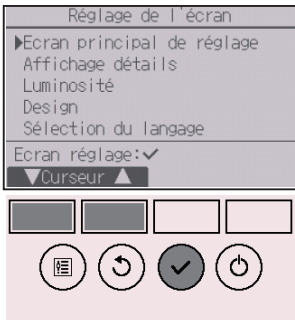 Réglage de l'écran
▶Ecran principal de réglage
Affichage détails
Luminosité
Design
Sélection du langage
Ecran réglage:✓
▼Curseur▲